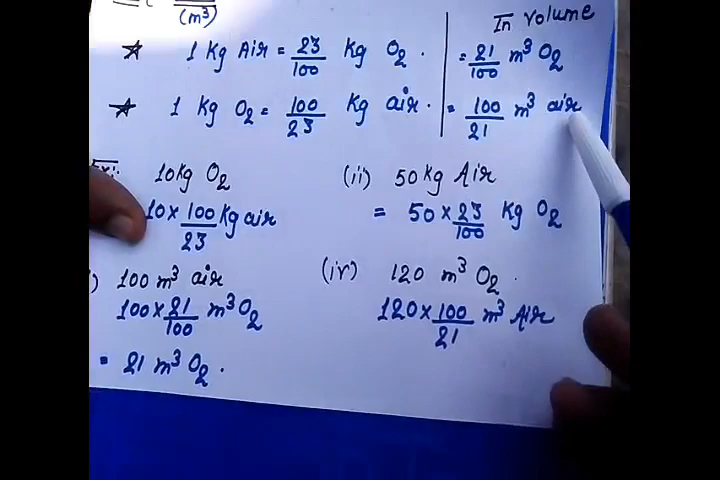 (m³)
In volume
★ 1 Kg Air = 23/100 Kg O₂ . = 21/100 m³ O₂
★ 1 Kg O₂ = 100/23 Kg air . = 100/21 m³ air
Ex: 10kg O₂ (ii) 50kg Air
10 × 100/23 Kg air = 50 × 23/100 Kg O₂
) 100 m³ air (iv) 120 m³ O₂ .
100 × 21/100 m³ O₂ 120 × 100/21 m³ Air
= 21 m³ O₂ .